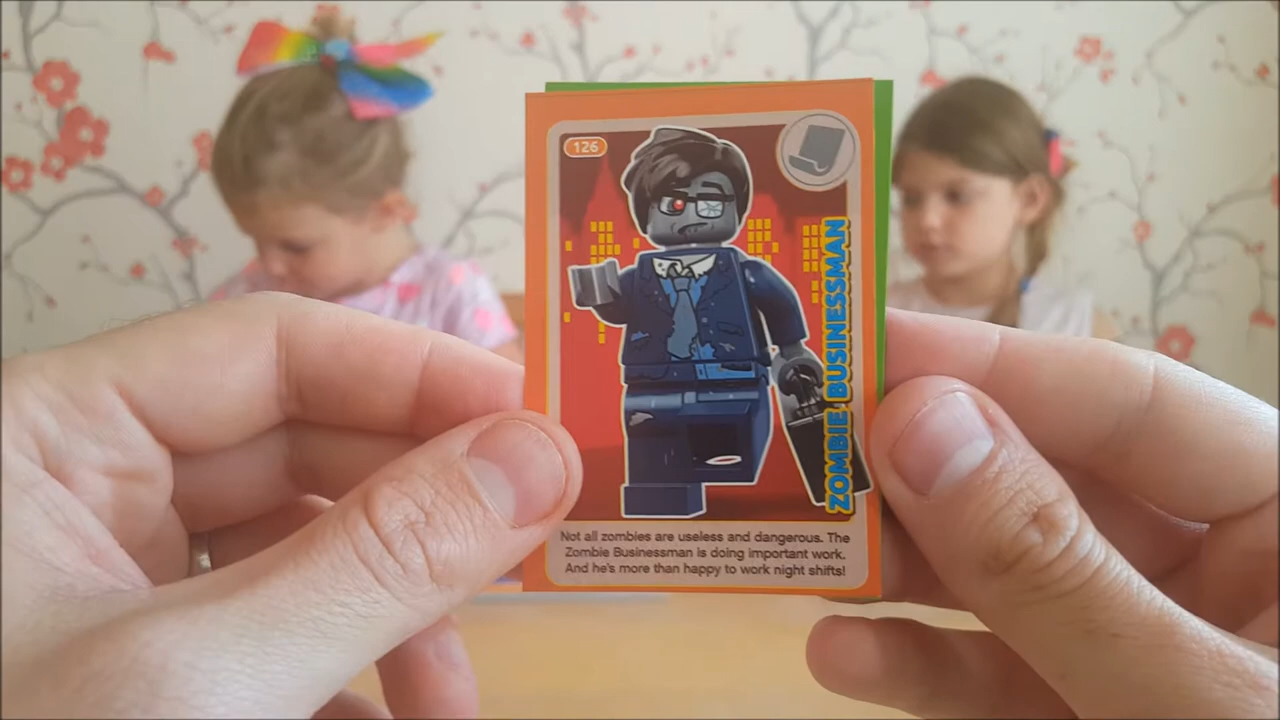 126
ZOMBIE BUSINESSMAN
Not all zombies are useless and dangerous. The
Zombie Businessman is doing important work.
And he's more than happy to work night shifts!